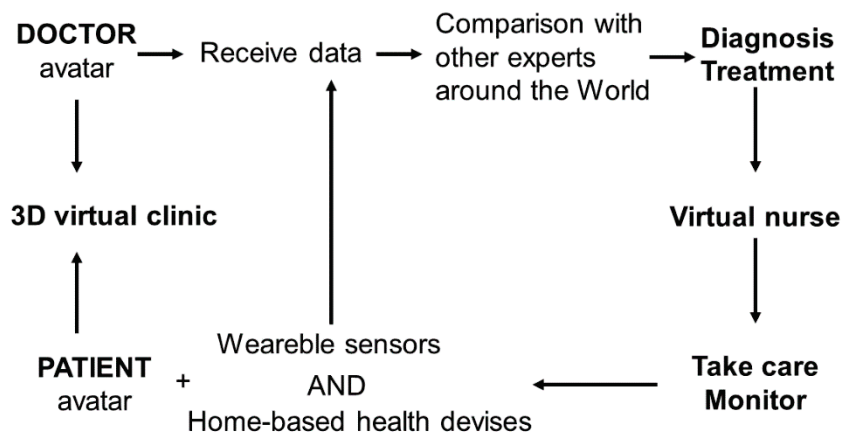 DOCTOR
avatar
Receive data
Comparison with
other experts
around the World
Diagnosis
Treatment
3D virtual clinic
Virtual nurse
PATIENT
avatar
+
Weareble sensors
AND
Home-based health devises
Take care
Monitor